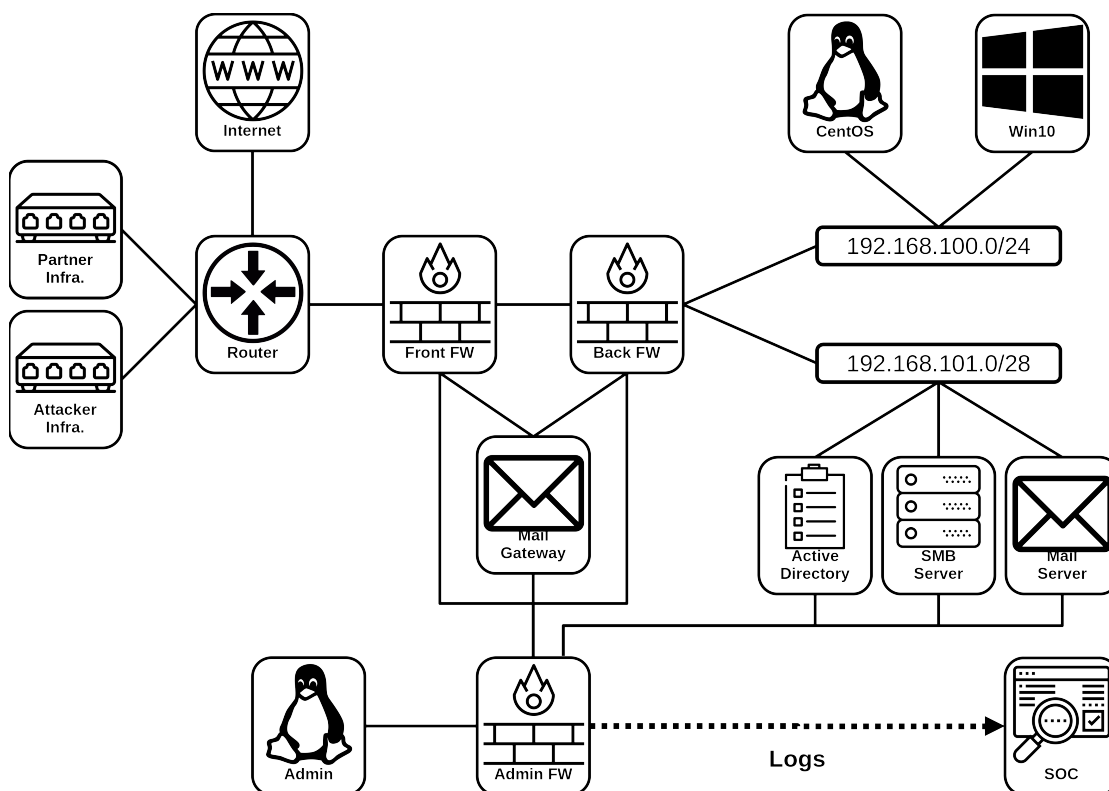 WWW
Internet
CentOS
Win10
Partner
Infra.
Router
Front FW
Back FW
192.168.100.0/24
Attacker
Infra.
192.168.101.0/28
Mail
Gateway
Active
Directory
SMB
Server
Mail
Server
Admin
Admin FW
Logs
SOC